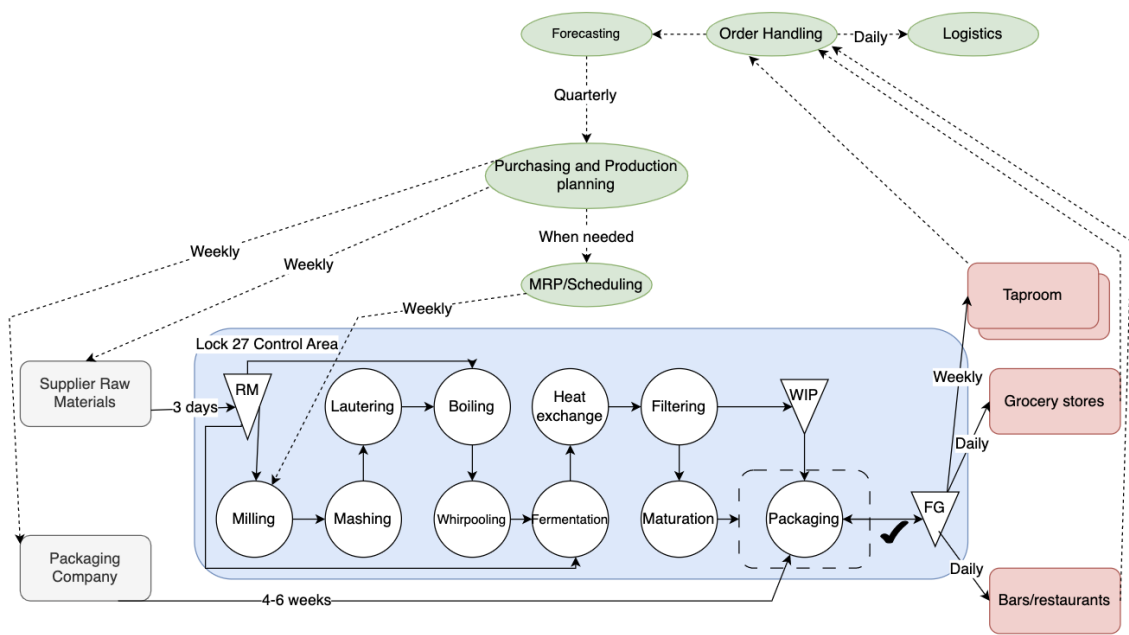 Forecasting
Order Handling
Daily
Logistics
Quarterly
Purchasing and Production
planning
When needed
Weekly
Weekly
MRP/Scheduling
Weekly
Taproom
Lock 27 Control Area
Supplier Raw
Materials
3 days
RM
Lautering
Boiling
Heat
exchange
Filtering
WIP
Weekly
Grocery stores
Daily
Milling
Mashing
Whirpooling
Fermentation
Maturation
Packaging
FG
Packaging
Company
Daily
4-6 weeks
Bars/restaurants